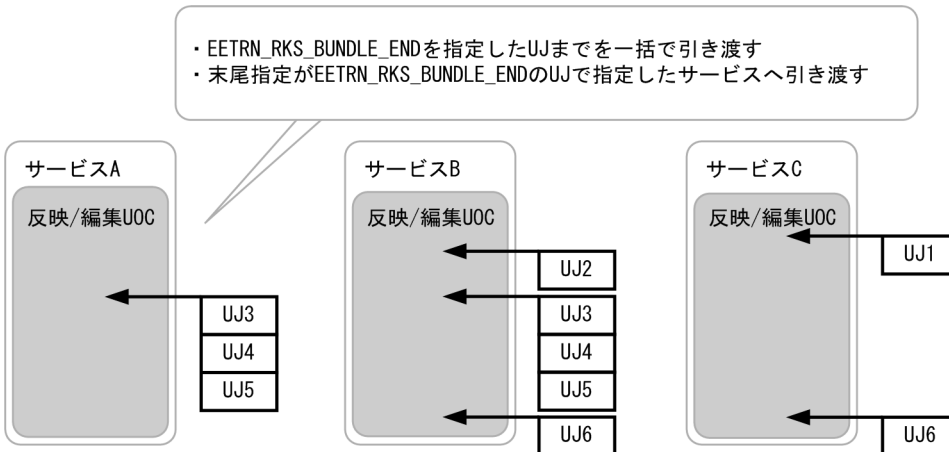 ・EETRN_RKS_BUNDLE_ENDを指定したUJまでを一括で引き渡す
・末尾指定がEETRN_RKS_BUNDLE_ENDのUJで指定したサービスへ引き渡す
サービスA
反映/編集UOC
UJ3
UJ4
UJ5
サービスB
反映/編集UOC
UJ2
UJ3
UJ4
UJ5
UJ6
サービスC
反映/編集UOC
UJ1
UJ6